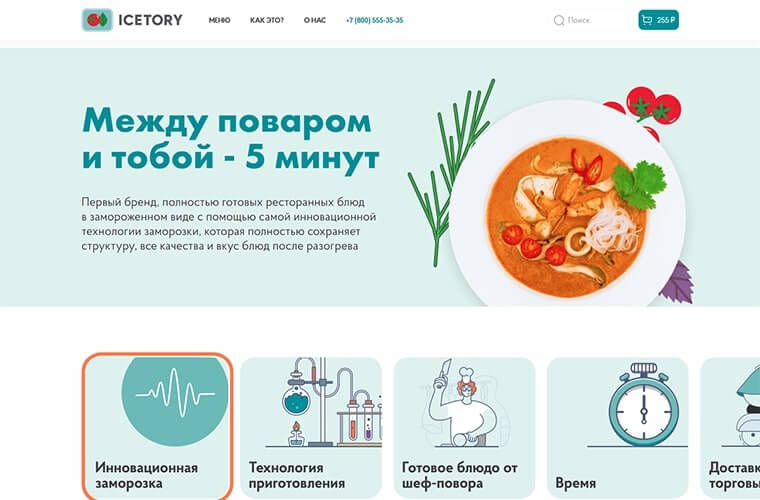 ICETORY МЕНЮ КАК ЭТО? О НАС +7 (800) 555-35-35 Поиск 255 ₽
Между поваром
и тобой - 5 минут
Первый бренд, полностью готовых ресторанных блюд
в замороженном виде с помощью самой инновационной
технологии заморозки, которая полностью сохраняет
структуру, все качества и вкус блюд после разогрева
Инновационная
заморозка
Технология
приготовления
Готовое блюдо от
шеф-повора
Время
Доставк
торговы